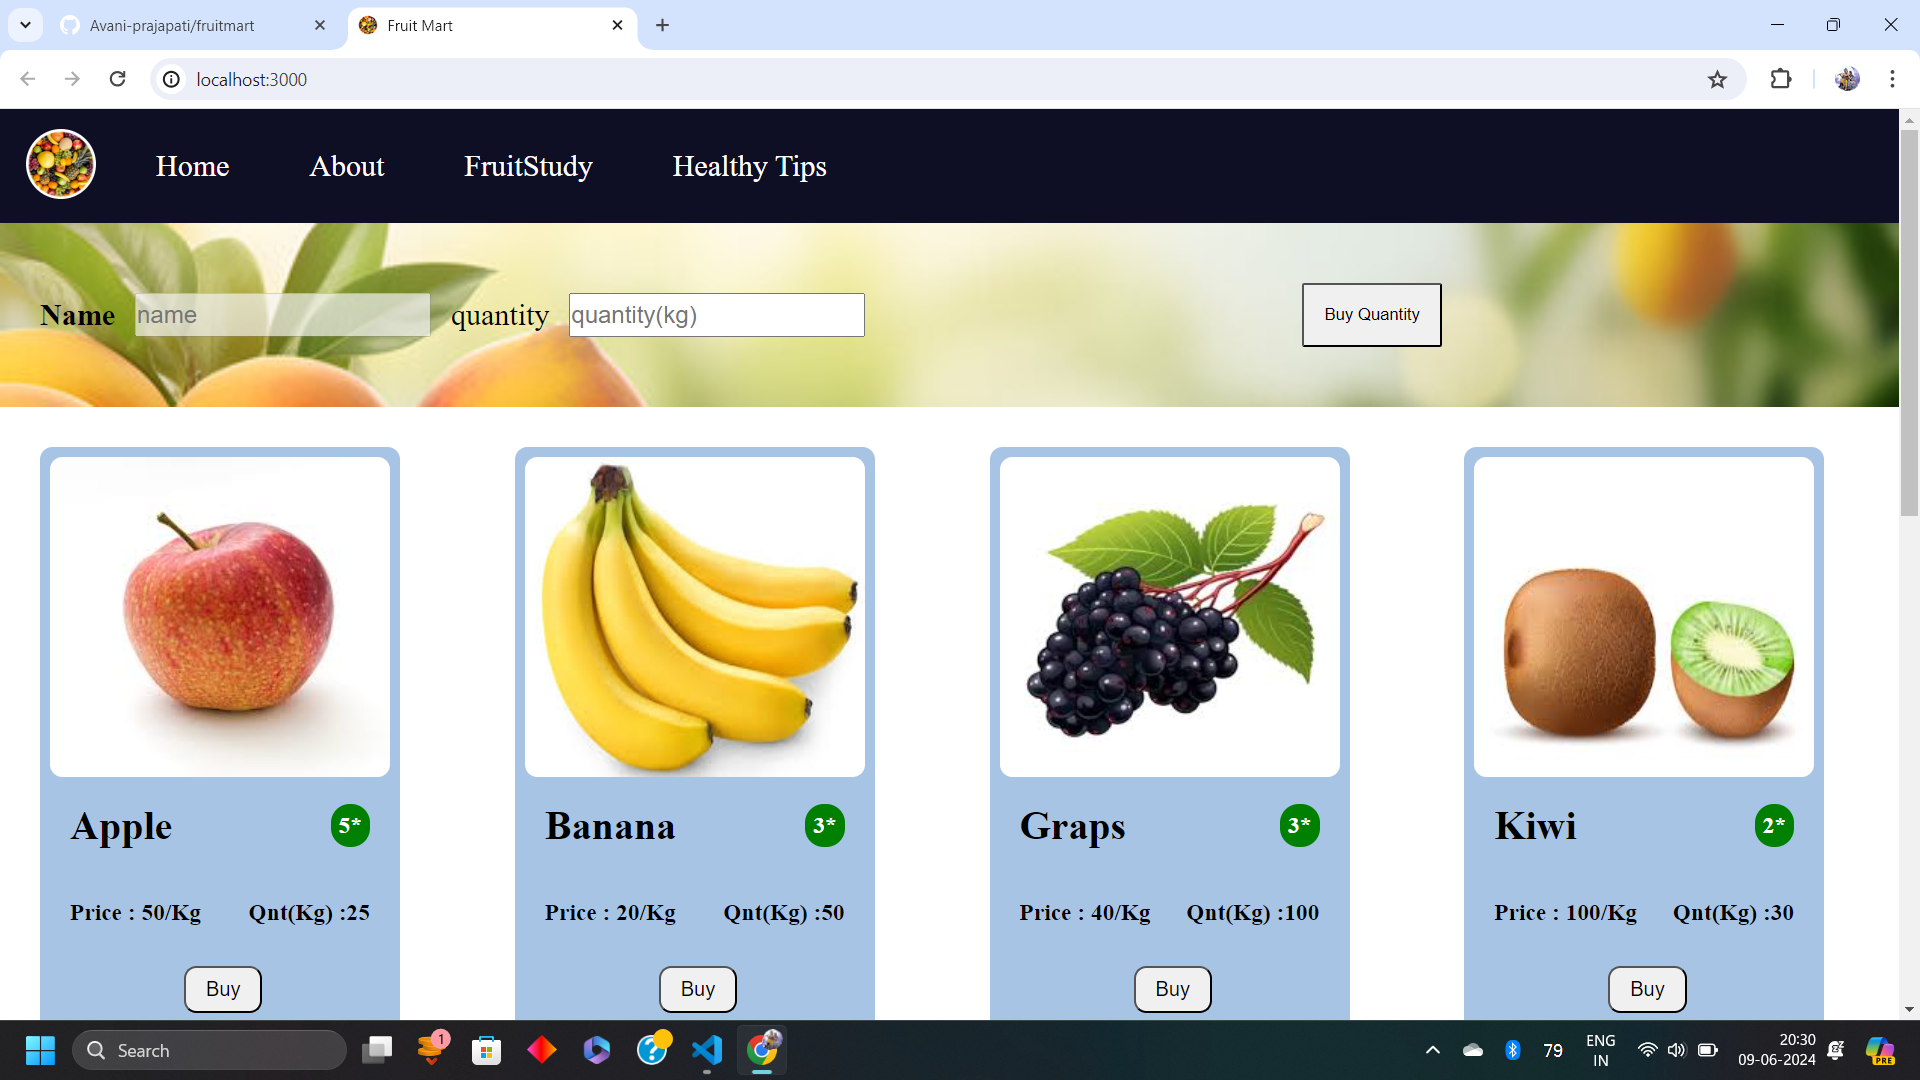 Avani-prajapati/fruitmart
Fruit Mart
localhost:3000
Home About FruitStudy Healthy Tips
Name name quantity quantity(kg) Buy Quantity
Apple 5* Banana 3* Graps 3* Kiwi 2*
Price : 50/Kg Qnt(Kg) :25 Price : 20/Kg Qnt(Kg) :50 Price : 40/Kg Qnt(Kg) :100 Price : 100/Kg Qnt(Kg) :30
Buy Buy Buy Buy
Search 1 79 ENG 20:30
IN 09-06-2024 PRE